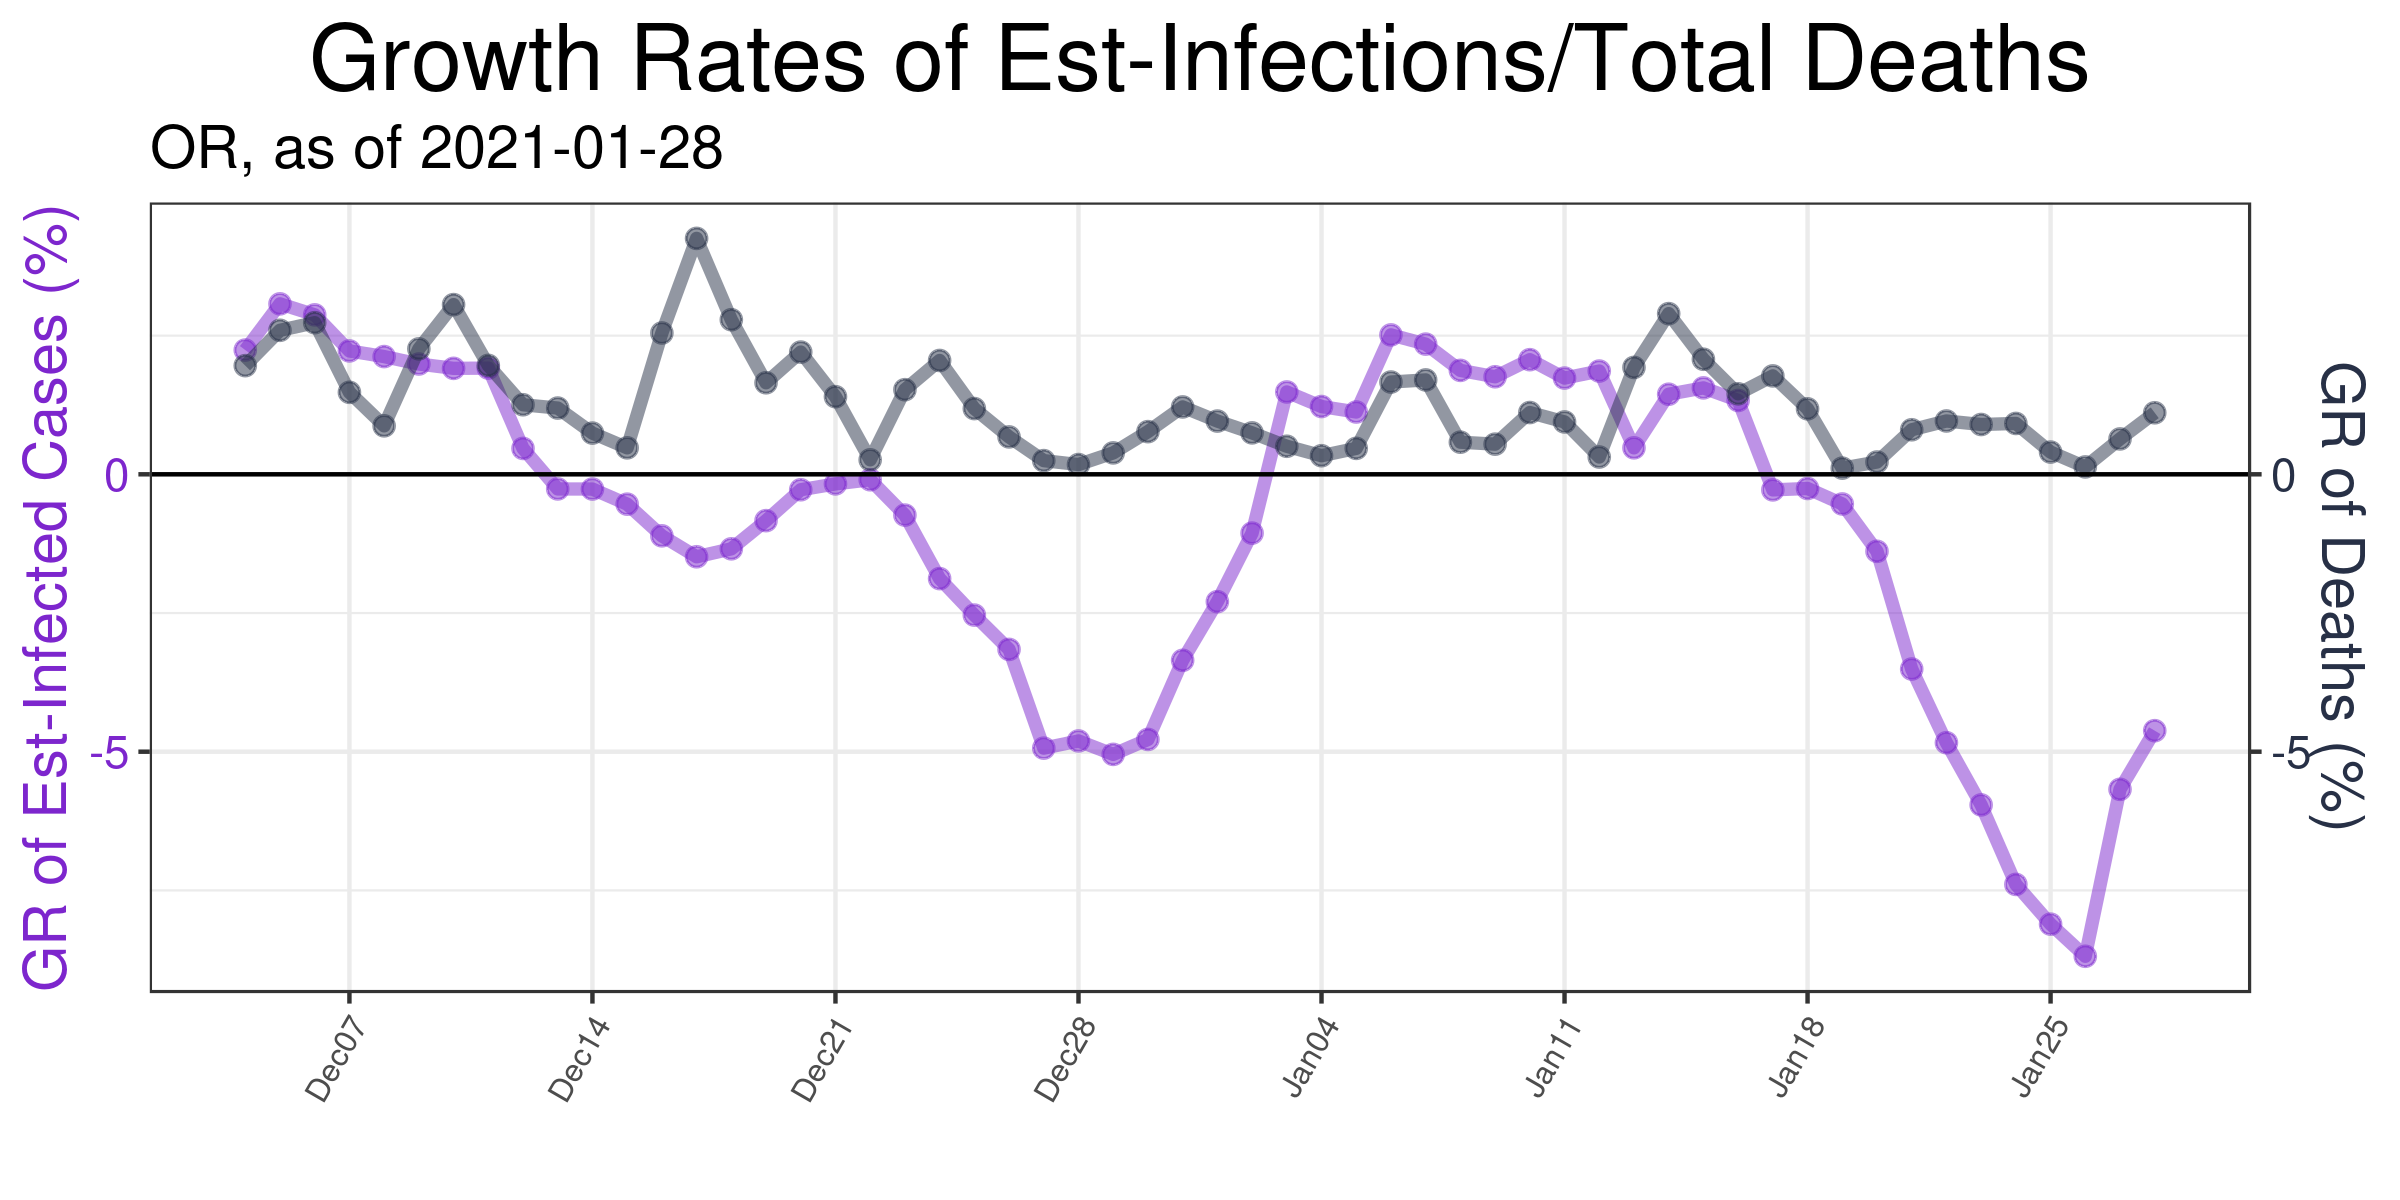 Growth Rates of Est-Infections/Total Deaths
OR, as of 2021-01-28
GR of Est-Infected Cases (%)
0
-5
0
-5
GR of Deaths (%)
Dec07
Dec14
Dec21
Dec28
Jan04
Jan11
Jan18
Jan25